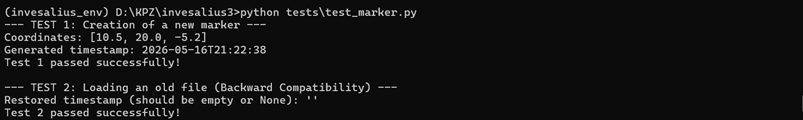 (invesalius_env) D:\KPZ\invesalius3>python tests\test_marker.py
--- TEST 1: Creation of a new marker ---
Coordinates: [10.5, 20.0, -5.2]
Generated timestamp: 2026-05-16T21:22:38
Test 1 passed successfully!

--- TEST 2: Loading an old file (Backward Compatibility) ---
Restored timestamp (should be empty or None): ''
Test 2 passed successfully!